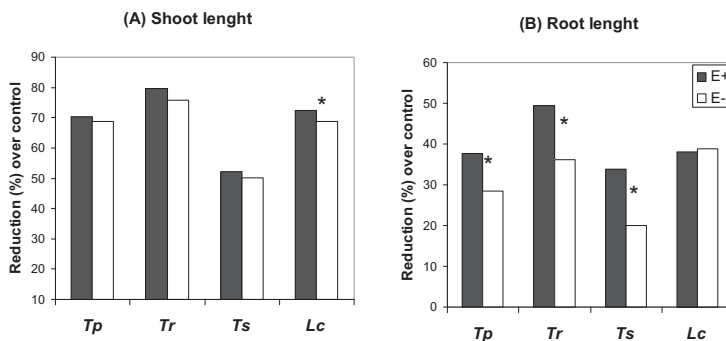 (A) Shoot lenght
Reduction (%) over control
90
80
70
60
50
40
30
20
10
*
Tp Tr Ts Lc
(B) Root lenght
Reduction (%) over control
60
50
40
30
20
10
0
E+
E-
*
*
*
Tp Tr Ts Lc